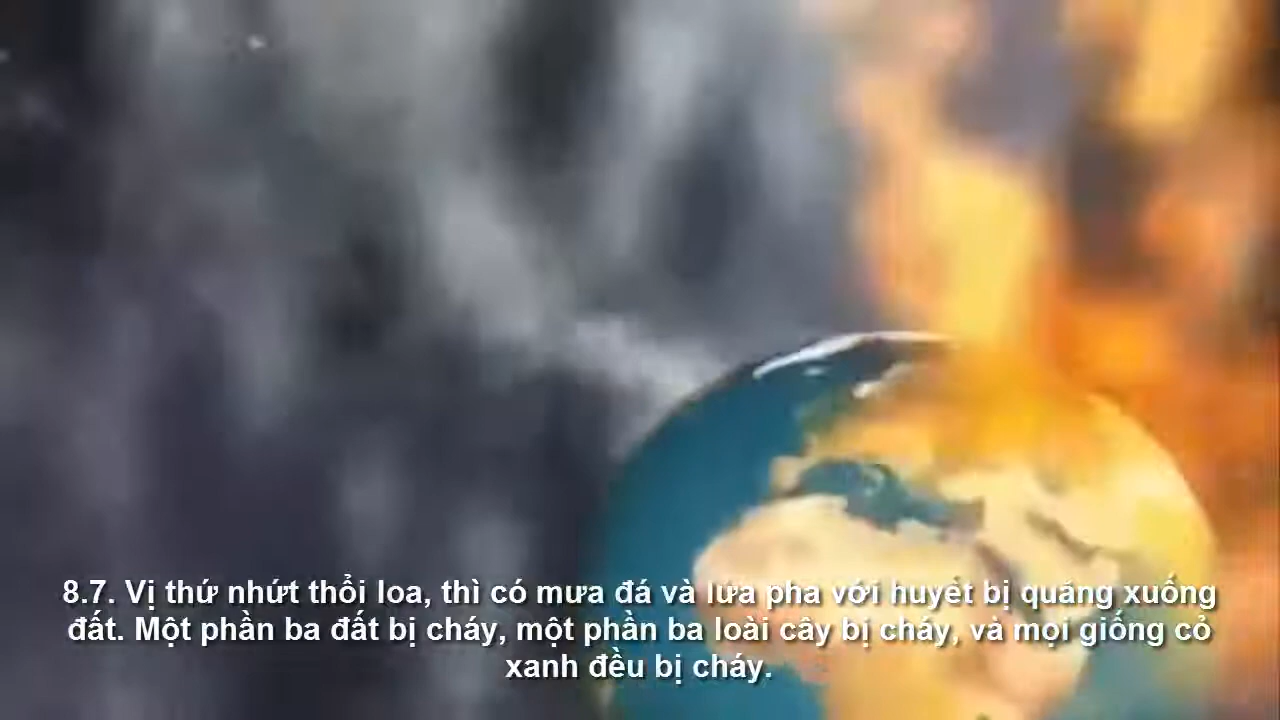 8.7. Vị thứ nhứt thổi loa, thì có mưa đá và lửa pha với huyết bị quăng xuống
đất. Một phần ba đất bị cháy, một phần ba loài cây bị cháy, và mọi giống cỏ
xanh đều bị cháy.